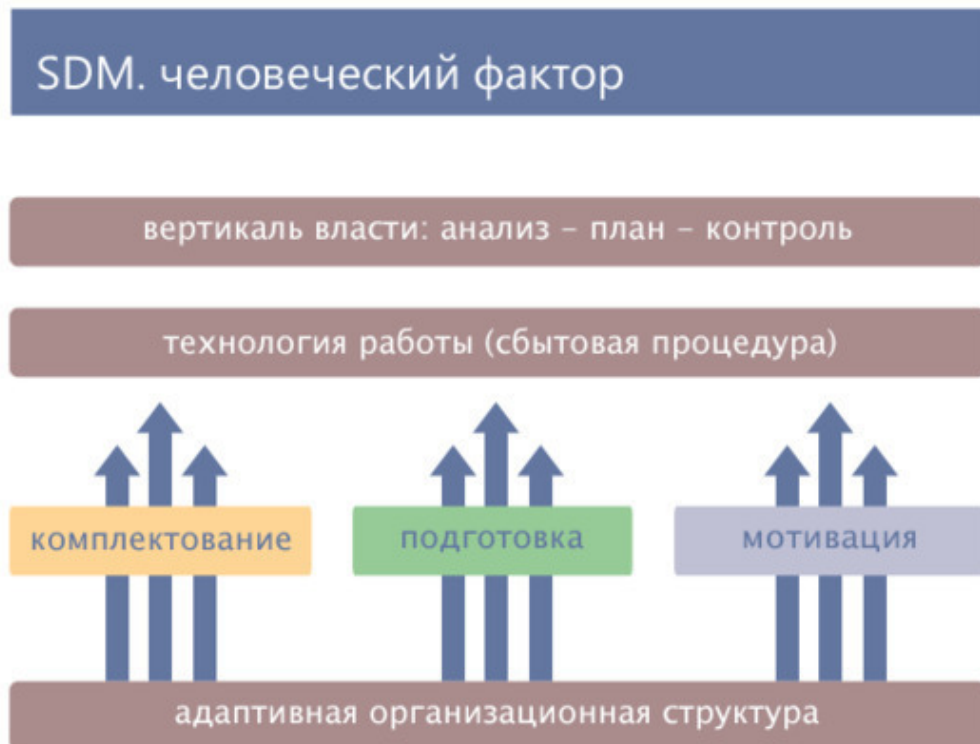 SDM. человеческий фактор
вертикаль власти: анализ – план – контроль
технология работы (сбытовая процедура)
комплектование
подготовка
мотивация
адаптивная организационная структура